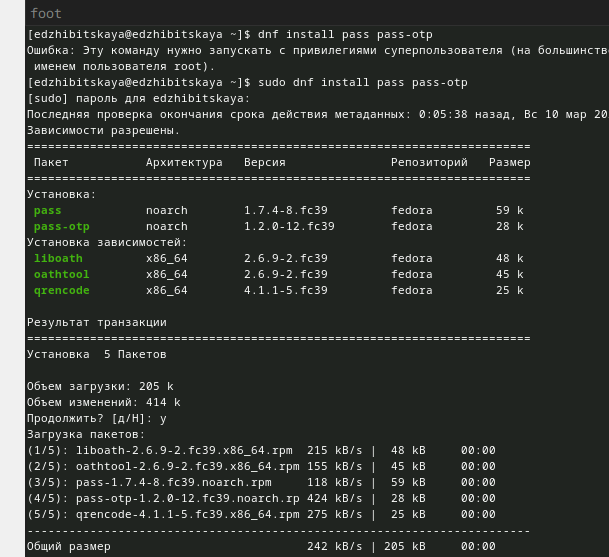 foot
[edzhibitskaya@edzhibitskaya ~]$ dnf install pass pass-otp
Ошибка: Эту команду нужно запускать с привилегиями суперпользователя (на
именем пользователя root).
[edzhibitskaya@edzhibitskaya ~]$ sudo dnf install pass pass-otp
[sudo] пароль для edzhibitskaya:
Последняя проверка окончания срока действия метаданных: 0:05:38 назад, Вс 10 мар
Зависимости разрешены.
================================================================================
Пакет Архитектура Версия Репозиторий Размер
================================================================================
Установка:
pass noarch 1.7.4-8.fc39 fedora 59 k
pass-otp noarch 1.2.0-12.fc39 fedora 28 k
Установка зависимостей:
liboath x86_64 2.6.9-2.fc39 fedora 48 k
oathtool x86_64 2.6.9-2.fc39 fedora 45 k
qrencode x86_64 4.1.1-5.fc39 fedora 25 k
Результат транзакции
================================================================================
Установка 5 Пакетов
Объем загрузки: 205 k
Объем изменений: 414 k
Продолжить? [д/Н]: y
Загрузка пакетов:
(1/5): liboath-2.6.9-2.fc39.x86_64.rpm 215 kB/s | 48 kB 00:00
(2/5): oathtool-2.6.9-2.fc39.x86_64.rpm 155 kB/s | 45 kB 00:00
(3/5): pass-1.7.4-8.fc39.noarch.rpm 118 kB/s | 59 kB 00:00
(4/5): pass-otp-1.2.0-12.fc39.noarch.rp 424 kB/s | 28 kB 00:00
(5/5): qrencode-4.1.1-5.fc39.x86_64.rpm 275 kB/s | 25 kB 00:00
--------------------------------------------------------------------------------
Общий размер 242 kB/s | 205 kB 00:00